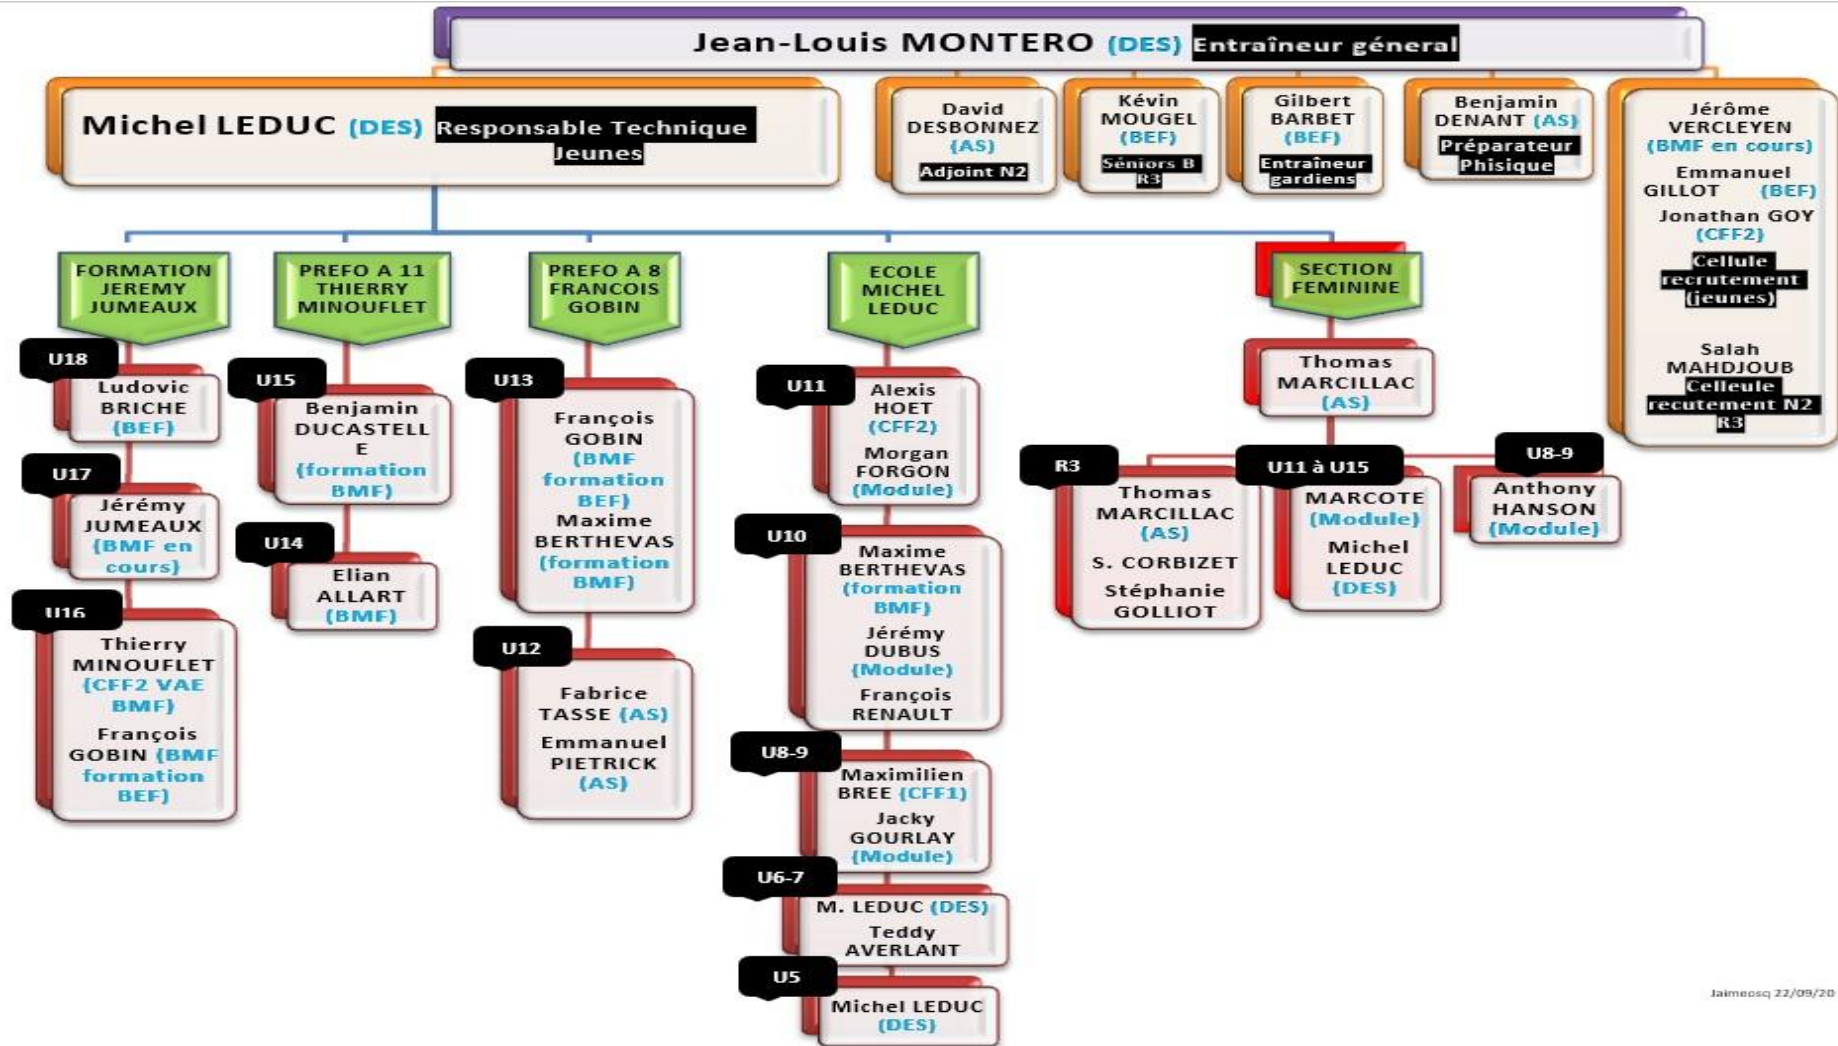 Jean-Louis MONTERO (DES) Entraîneur géneral
Michel LEDUC (DES) Responsable Technique
Jeunes
David
DESBONNEZ
(AS)
Adjoint N2
Kévin
MOUGEL
(BEF)
Séniors B
R3
Gilbert
BARBET
(BEF)
Entraîneur
gardiens
Benjamin
DENANT (AS)
Préparateur
Phisique
Jérôme
VERCLEYEN
(BMF en cours)
Emmanuel
GILLOT (BEF)
Jonathan GOY
(CFF2)
Cellule
recrutement
(jeunes)
Salah
MAHDJOUB
Celleule
recutement N2
R3
FORMATION
JEREMY
JUMEAUX
U18
Ludovic
BRICHE
(BEF)
U17
Jérémy
JUMEAUX
(BMF en
cours)
U16
Thierry
MINOUFLET
(CFF2 VAE
BMF)
François
GOBIN (BMF
formation
BEF)
PREFO A 11
THIERRY
MINOUFLET
U15
Benjamin
DUCASTELL
E
(formation
BMF)
U14
Elian
ALLART
(BMF)
PREFO A 8
FRANCOIS
GOBIN
U13
François
GOBIN
(BMF
formation
BEF)
Maxime
BERTHEVAS
(formation
BMF)
U12
Fabrice
TASSE (AS)
Emmanuel
PIETRICK
(AS)
ECOLE
MICHEL
LEDUC
U11
Alexis
HOET
(CFF2)
Morgan
FORGON
(Module)
U10
Maxime
BERTHEVAS
(formation
BMF)
Jérémy
DUBUS
(Module)
François
RENAULT
U8-9
Maximilien
BREE (CFF1)
Jacky
GOURLAY
(Module)
U6-7
M. LEDUC (DES)
Teddy
AVERLANT
U5
Michel LEDUC
(DES)
SECTION
FEMININE
Thomas
MARCILLAC
(AS)
R3
Thomas
MARCILLAC
(AS)
S. CORBIZET
Stéphanie
GOLLIOT
U11 à U15
MARCOTE
(Module)
Michel
LEDUC
(DES)
U8-9
Anthony
HANSON
(Module)
Jaimeosq 22/09/20